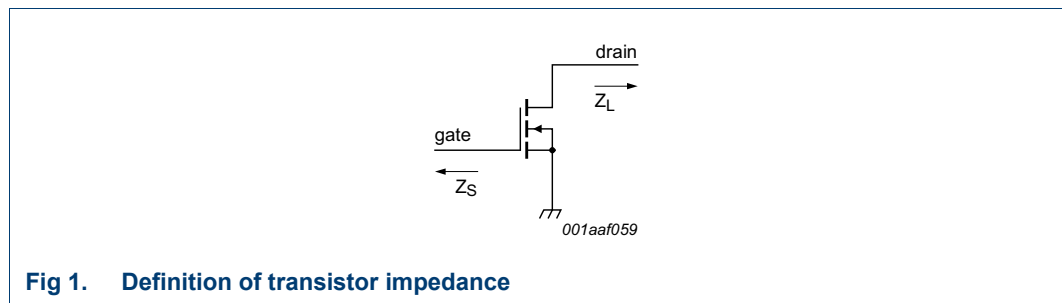 drain
Z_L
gate
Z_S
001aaf059
Fig 1. Definition of transistor impedance